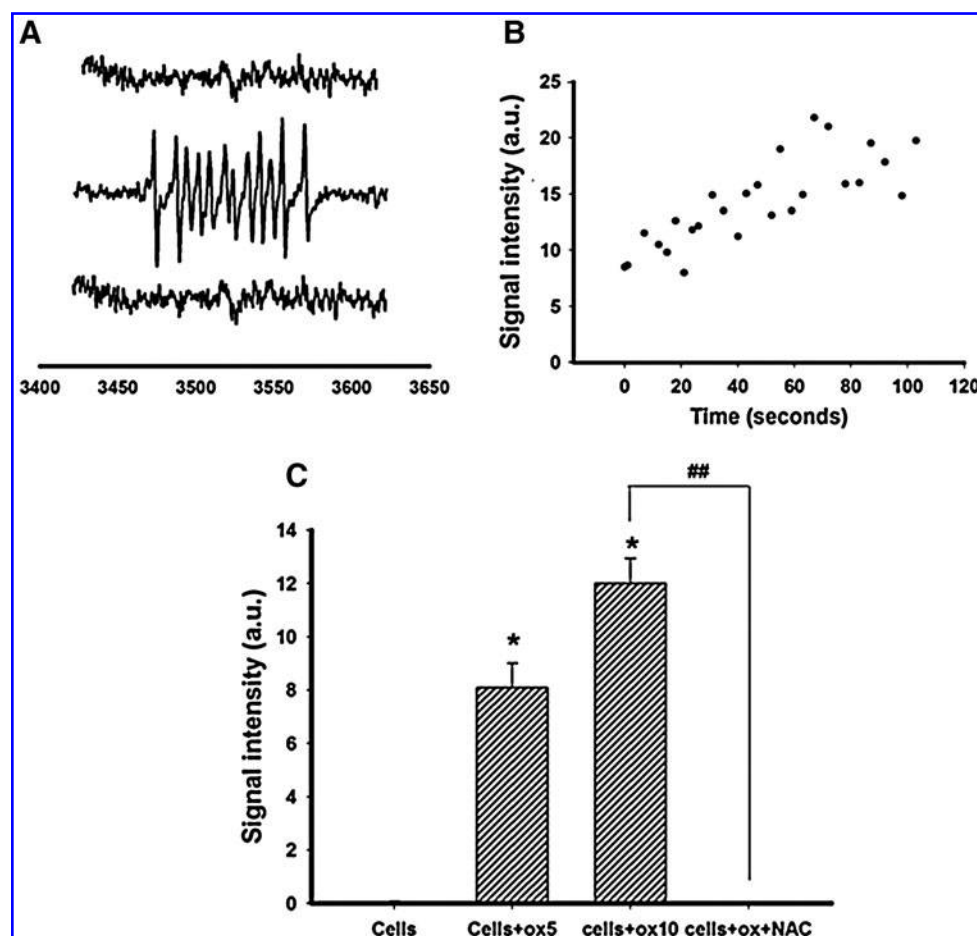 A
3400 3450 3500 3550 3600 3650
B
Signal intensity (a.u.)
25
20
15
10
5
0
0 20 40 60 80 100 120
Time (seconds)
C
Signal intensity (a.u.)
14
12
10
8
6
4
2
0
*
*
##
Cells Cells+ox5 cells+ox10 cells+ox+NAC